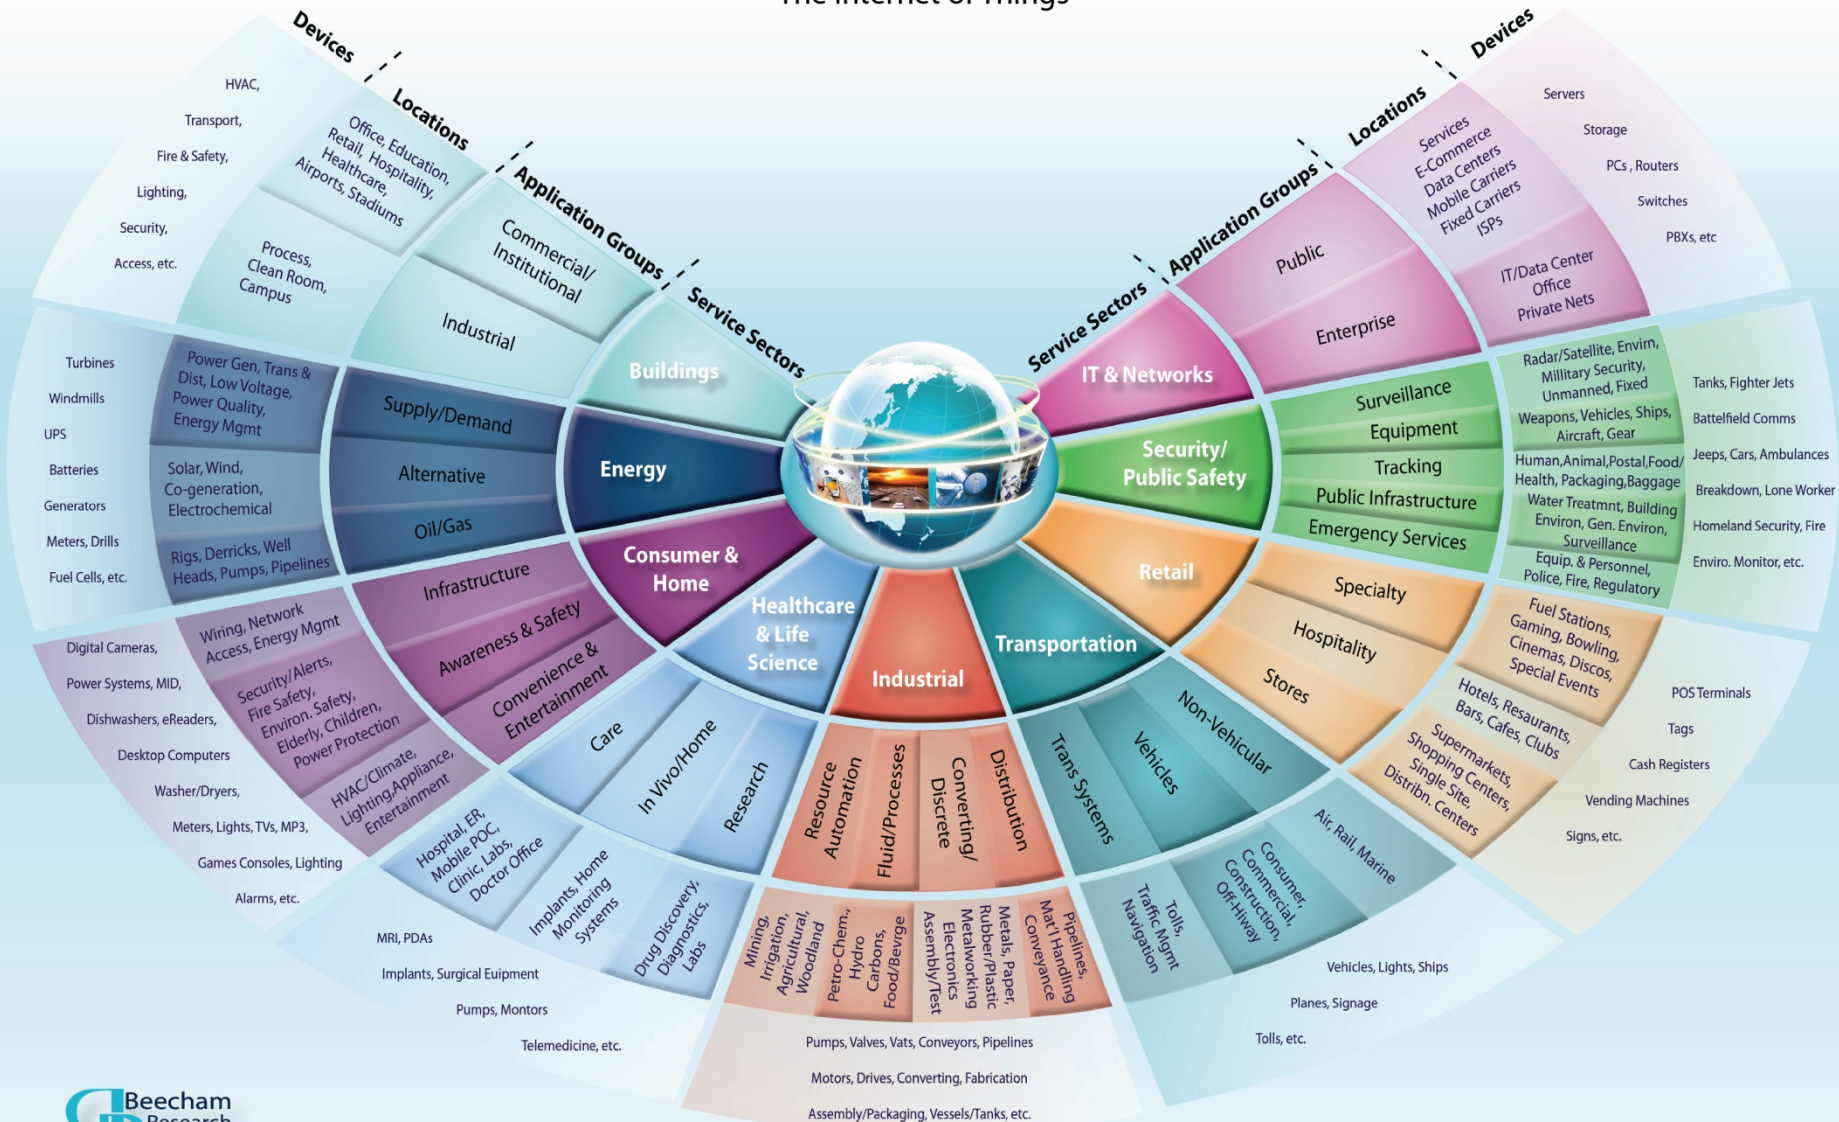 The Internet of Things
Devices
Locations
Application Groups
Service Sectors
HVAC,
Transport,
Fire & Safety,
Lighting,
Security,
Access, etc.
Office, Education,
Retail, Hospitality,
Healthcare,
Airports, Stadiums
Process,
Clean Room,
Campus
Commercial/
Institutional
Industrial
Buildings
Turbines
Windmills
UPS
Batteries
Generators
Meters, Drills
Fuel Cells, etc.
Power Gen, Trans &
Dist, Low Voltage,
Power Quality,
Energy Mgmt
Solar, Wind,
Co-generation,
Electrochemical
Rigs, Derricks, Well
Heads, Pumps, Pipelines
Supply/Demand
Alternative
Oil/Gas
Energy
Digital Cameras,
Power Systems, MID,
Dishwashers, eReaders,
Desktop Computers
Washer/Dryers,
Meters, Lights, TVs, MP3,
Games Consoles, Lighting
Alarms, etc.
Wiring, Network
Access, Energy Mgmt
Security/Alerts,
Fire Safety,
Environ. Safety,
Elderly, Children,
Power Protection
HVAC/Climate,
Lighting,Appliance,
Entertainment
Infrastructure
Awareness & Safety
Convenience &
Entertainment
Consumer &
Home
MRI, PDAs
Implants, Surgical Euipment
Pumps, Montors
Telemedicine, etc.
Hospital, ER,
Mobile POC,
Clinic, Labs,
Doctor Office
Implants, Home
Monitoring
Systems
Drug Discovery,
Diagnostics,
Labs
Care
In Vivo/Home
Research
Healthcare
& Life
Science
Industrial
Resource
Automation
Fluid/Processes
Converting/
Discrete
Distribution
Mining,
Irrigation,
Agricultural,
Woodland
Petro-Chem.,
Hydro
Carbons,
Food/Bevrge
Metals, Paper,
Rubber/Plastic
Metalworking
Electronics
Assembly/Test
Pipelines,
Mat'l Handling
Conveyance
Pumps, Valves, Vats, Conveyors, Pipelines
Motors, Drives, Converting, Fabrication
Assembly/Packaging, Vessels/Tanks, etc.
Transportation
Trans Systems
Vehicles
Non-Vehicular
Tolls,
Traffic Mgmt
Navigation
Consumer,
Commercial,
Construction,
Off-Hiway
Air, Rail, Marine
Vehicles, Lights, Ships
Planes, Signage
Tolls, etc.
Retail
Specialty
Hospitality
Stores
Fuel Stations,
Gaming, Bowling,
Cinemas, Discos,
Special Events
Hotels, Resaurants,
Bars, Cafes, Clubs
Supermarkets,
Shopping Centers,
Single Site,
Distribn. Centers
POS Terminals
Tags
Cash Registers
Vending Machines
Signs, etc.
Security/
Public Safety
Surveillance
Equipment
Tracking
Public Infrastructure
Emergency Services
Radar/Satellite, Envirn,
Millitary Security,
Unmanned, Fixed
Weapons, Vehicles, Ships,
Aircraft, Gear
Human,Animal,Postal,Food/
Health, Packaging,Baggage
Water Treatmnt, Building
Environ, Gen. Environ,
Surveillance
Equip. & Personnel,
Police, Fire, Regulatory
Tanks, Fighter Jets
Battelfield Comms
Jeeps, Cars, Ambulances
Breakdown, Lone Worker
Homeland Security, Fire
Enviro. Monitor, etc.
IT & Networks
Public
Enterprise
Services
E-Commerce
Data Centers
Mobile Carriers
Fixed Carriers
ISPs
IT/Data Center
Office
Private Nets
Servers
Storage
PCs , Routers
Switches
PBXs, etc
Devices
Locations
Application Groups
Service Sectors
Beecham
Research